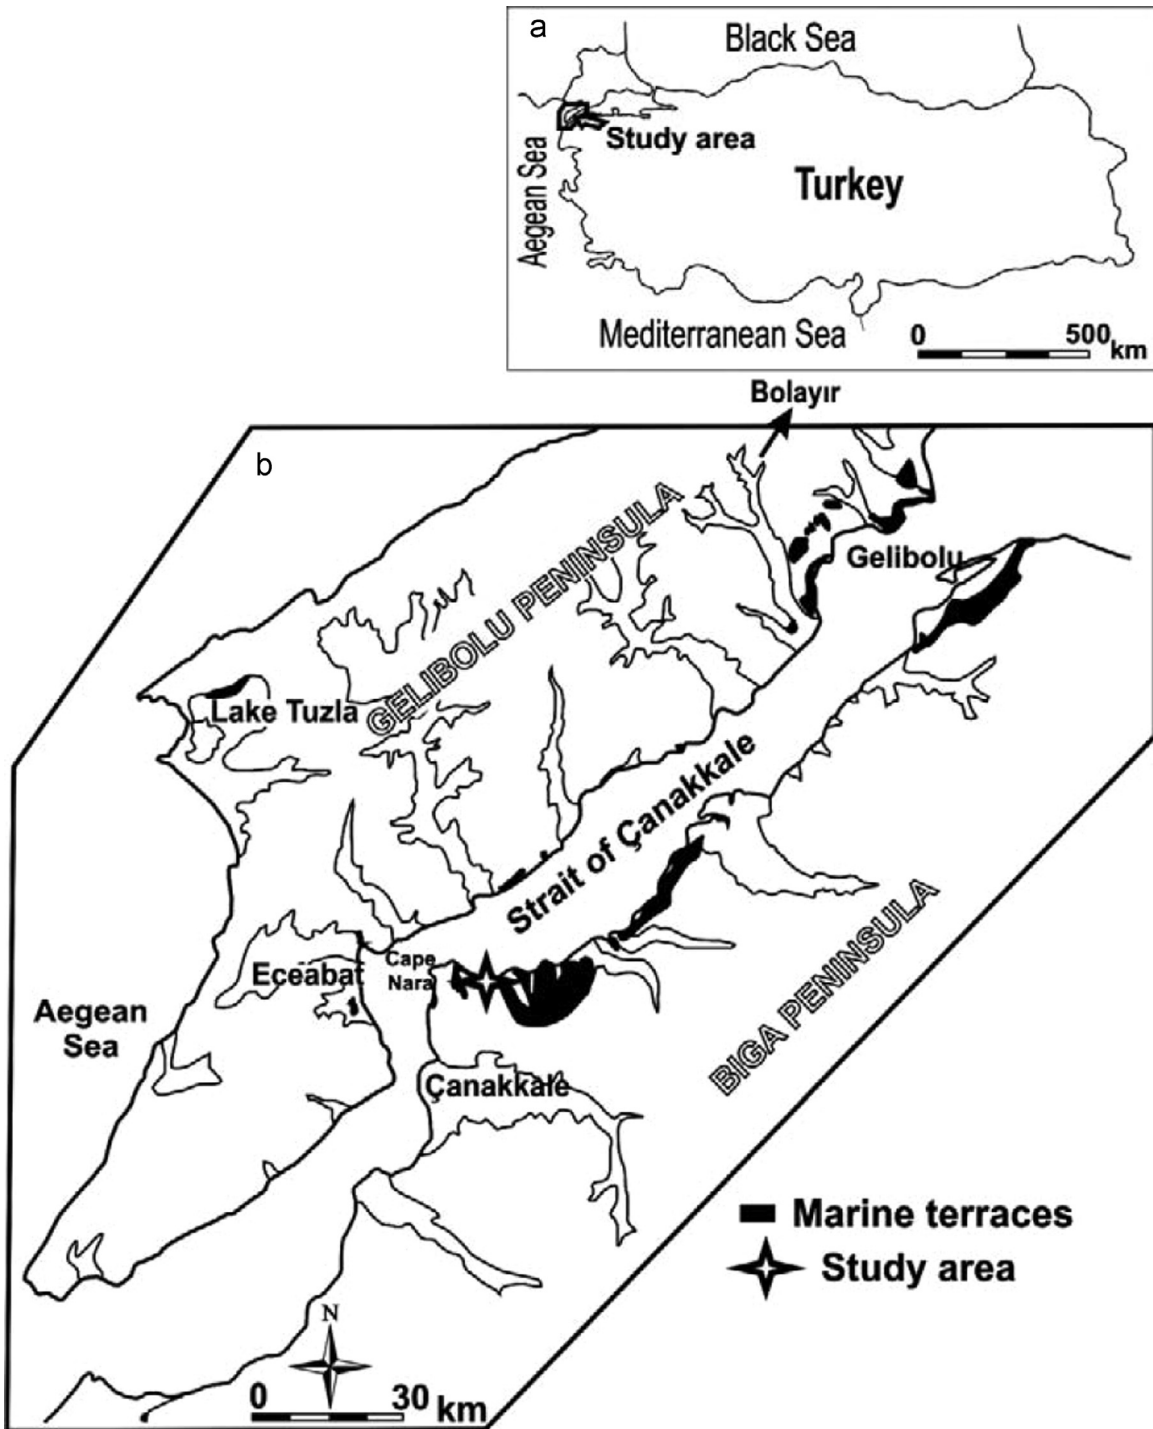 a
Black Sea
Study area
Aegean Sea
Turkey
Mediterranean Sea
0 500 km
Bolayır
b
GELIBOLU PENINSULA
Gelibolu
Lake Tuzla
Strait of Çanakkale
Cape
Nara
Eceabat
Aegean
Sea
BIGA PENINSULA
Çanakkale
Marine terraces
Study area
N
0 30 km